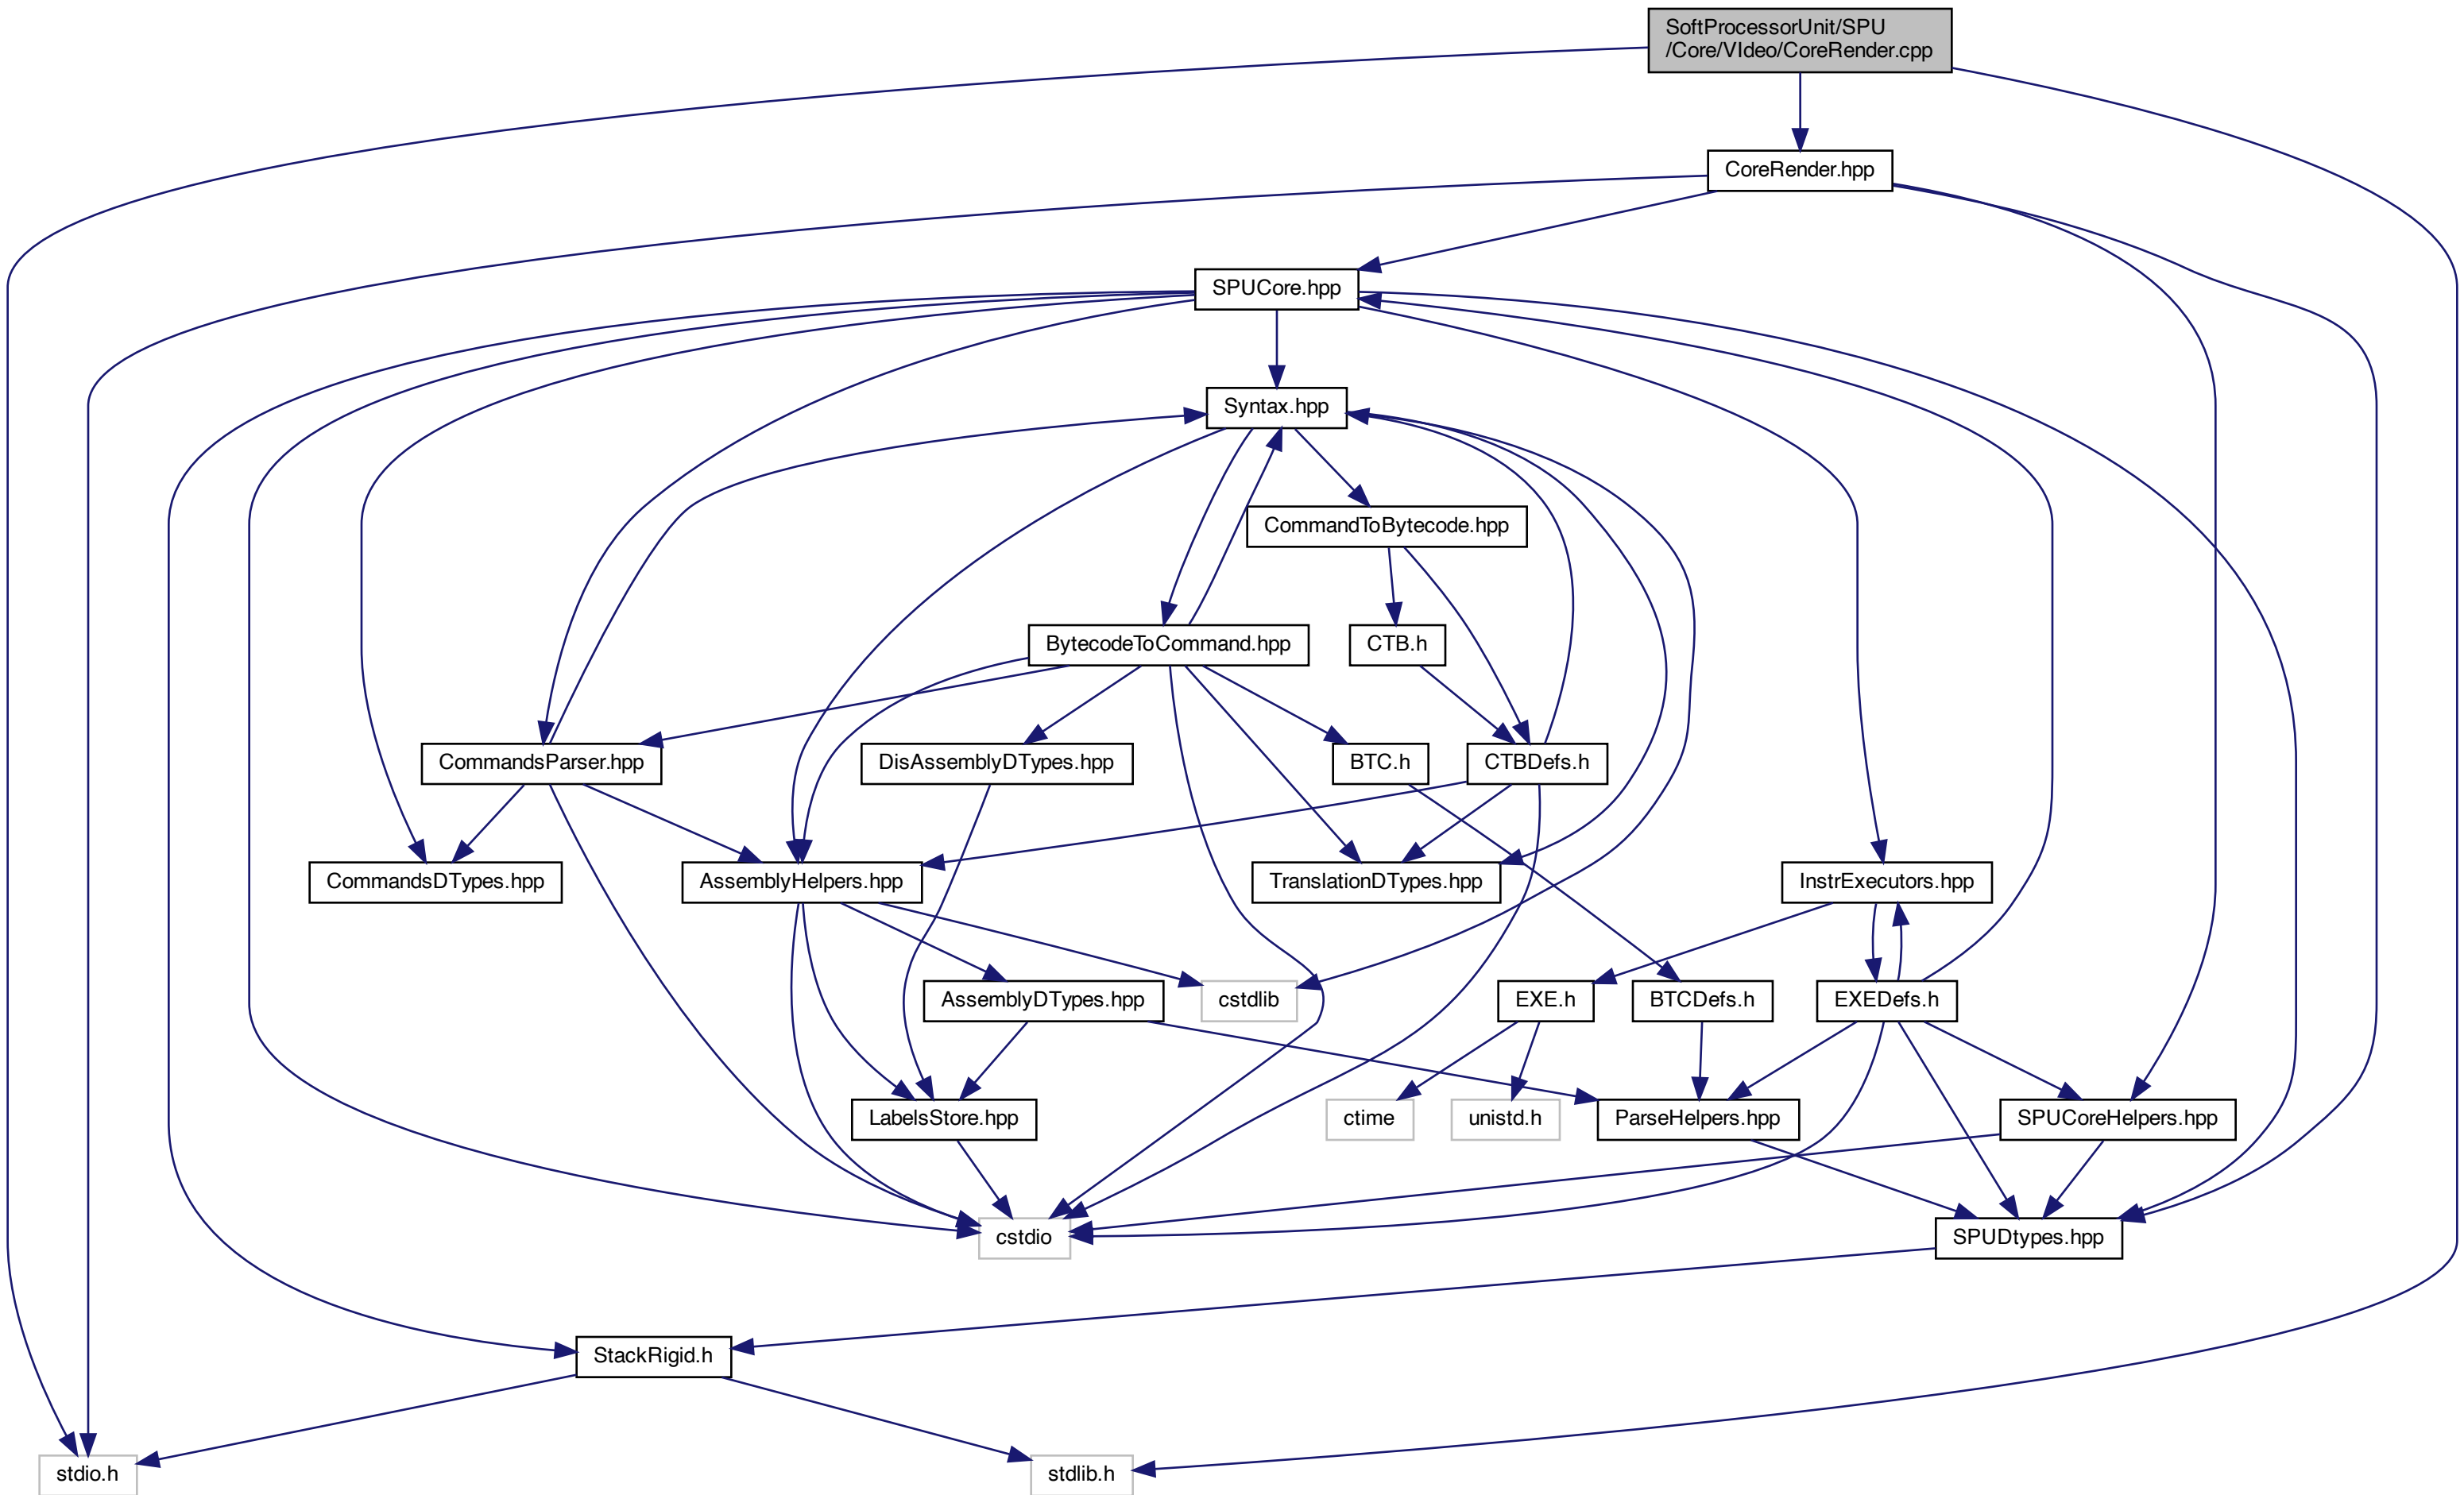 SoftProcessorUnit/SPU
/Core/VIdeo/CoreRender.cpp
CoreRender.hpp
SPUCore.hpp
Syntax.hpp
CommandToBytecode.hpp
BytecodeToCommand.hpp
CTB.h
CommandsParser.hpp
DisAssemblyDTypes.hpp
BTC.h
CTBDefs.h
CommandsDTypes.hpp
AssemblyHelpers.hpp
TranslationDTypes.hpp
InstrExecutors.hpp
AssemblyDTypes.hpp
cstdlib
EXE.h
BTCDefs.h
EXEDefs.h
LabelsStore.hpp
ctime
unistd.h
ParseHelpers.hpp
SPUCoreHelpers.hpp
cstdio
SPUDtypes.hpp
StackRigid.h
stdio.h
stdlib.h